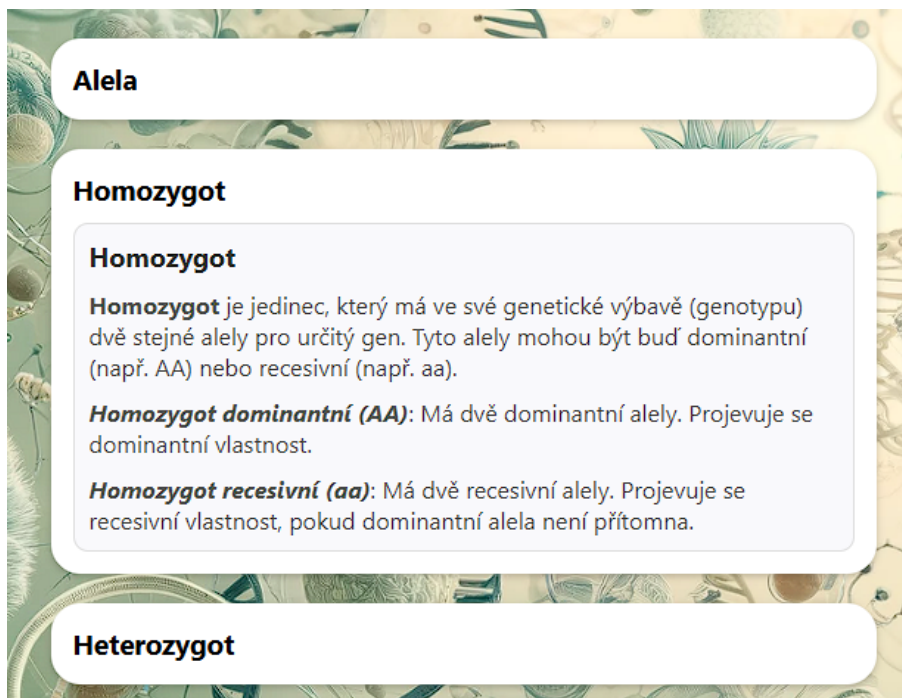 Alela
Homozygot
Homozygot
Homozygot je jedinec, který má ve své genetické výbavě (genotypu)
dvě stejné alely pro určitý gen. Tyto alely mohou být buď dominantní
(např. AA) nebo recesivní (např. aa).
Homozygot dominantní (AA): Má dvě dominantní alely. Projevuje se
dominantní vlastnost.
Homozygot recesivní (aa): Má dvě recesivní alely. Projevuje se
recesivní vlastnost, pokud dominantní alela není přítomna.
Heterozygot